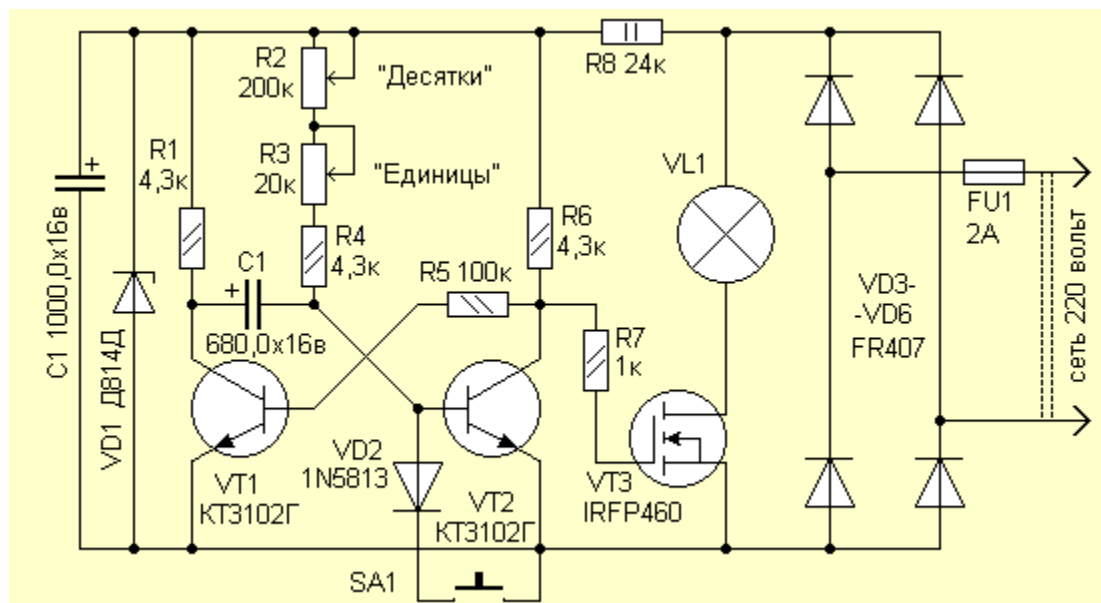 R2
200к
"Десятки"
R8 24к
R1
4,3к
R3
20к
"Единицы"
VL1
FU1
2А
R4
4,3к
R6
4,3к
C1
680,0х16в
R5 100к
C1 1000,0х16в
VD1 Д814Д
R7
1к
VD3-
-VD6
FR407
сеть 220 вольт
VD2
1N5813
VT1
КТ3102Г
VT2
КТ3102Г
VT3
IRFP460
SA1